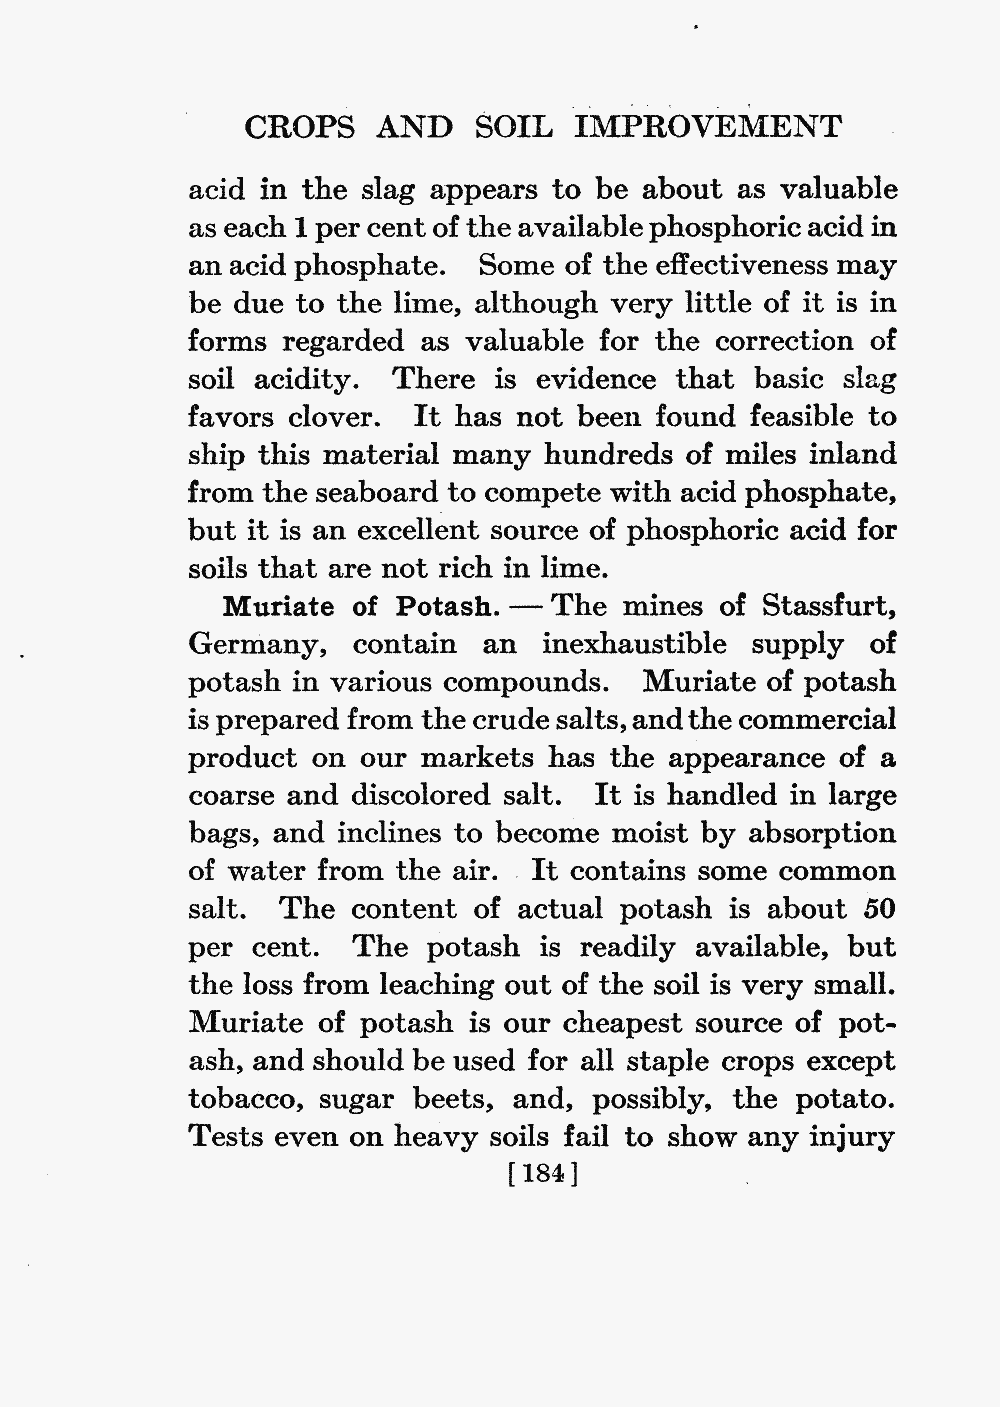 CROPS AND SOIL IMPROVEMENT
acid in the slag appears to be about as valuable
as each 1 per cent of the available phosphoric acid in
an acid phosphate. Some of the effectiveness may
be due to the lime, although very little of it is in
forms regarded as valuable for the correction of
soil acidity. There is evidence that basic slag
favors clover. It has not been found feasible to
ship this material many hundreds of miles inland
from the seaboard to compete with acid phosphate,
but it is an excellent source of phosphoric acid for
soils that are not rich in lime.
Muriate of Potash. — The mines of Stassfurt,
Germany, contain an inexhaustible supply of
potash in various compounds. Muriate of potash
is prepared from the crude salts, and the commercial
product on our markets has the appearance of a
coarse and discolored salt. It is handled in large
bags, and inclines to become moist by absorption
of water from the air. It contains some common
salt. The content of actual potash is about 50
per cent. The potash is readily available, but
the loss from leaching out of the soil is very small.
Muriate of potash is our cheapest source of pot-
ash, and should be used for all staple crops except
tobacco, sugar beets, and, possibly, the potato.
Tests even on heavy soils fail to show any injury
[184]